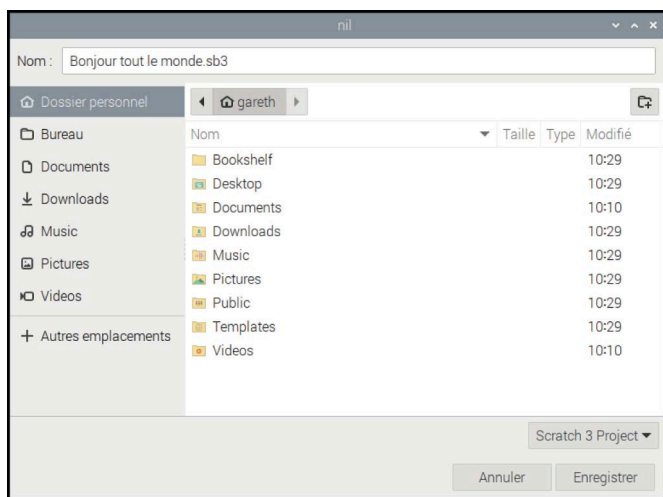 nil
Nom : Bonjour tout le monde.sb3
Dossier personnel
Bureau
Documents
Downloads
Music
Pictures
Videos
Autres emplacements
gareth
Nom Taille Type Modifié
Bookshelf 10:29
Desktop 10:29
Documents 10:10
Downloads 10:29
Music 10:29
Pictures 10:29
Public 10:29
Templates 10:29
Videos 10:10
Scratch 3 Project
Annuler Enregistrer